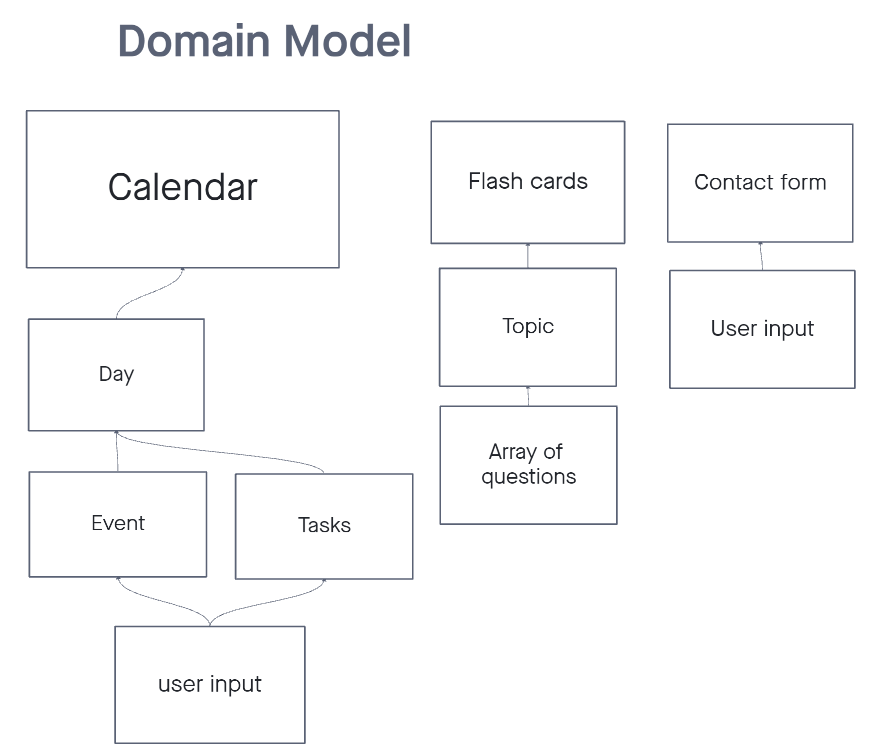 Domain Model
Calendar
Day
Event
Tasks
user input
Flash cards
Topic
Array of
questions
Contact form
User input